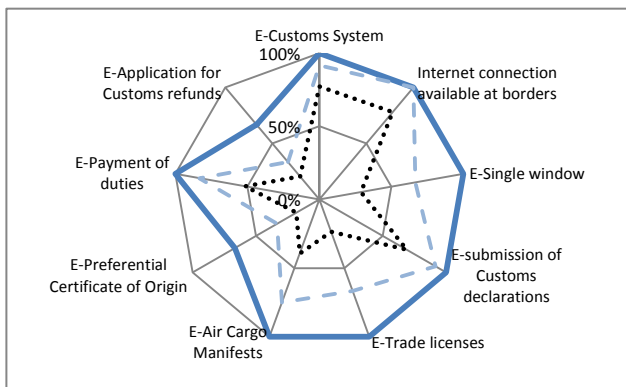 E-Customs System
100%
E-Application for
Customs refunds
Internet connection
available at borders
50%
E-Payment of
duties
E-Single window
0%
E-Preferential
Certificate of Origin
E-submission of
Customs
declarations
E-Air Cargo
Manifests
E-Trade licenses